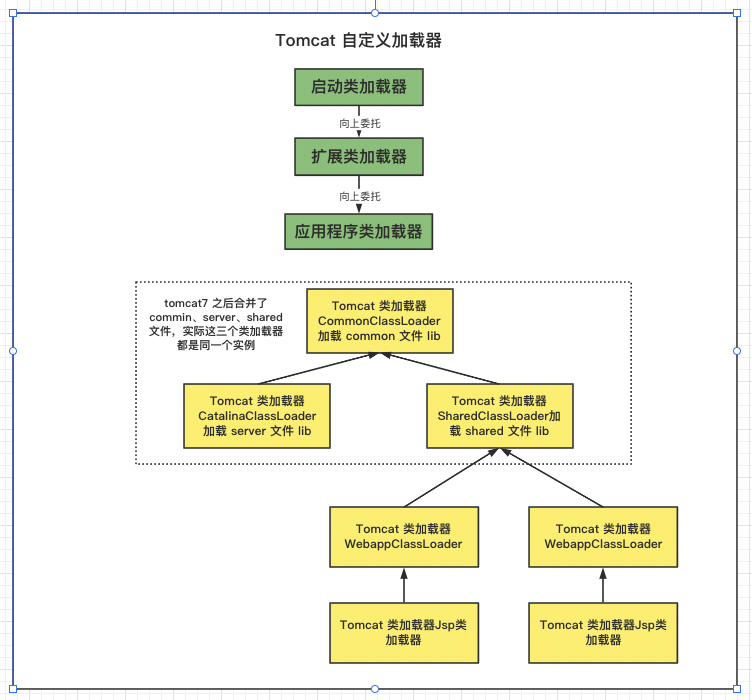 Tomcat 自定义加载器
启动类加载器
向上委托
扩展类加载器
向上委托
应用程序类加载器
tomcat7 之后合并了
commin、server、shared
文件，实际这三个类加载器
都是同一个实例
Tomcat 类加载器
CommonClassLoader
加载 common 文件 lib
Tomcat 类加载器
CatalinaClassLoader
加载 server 文件 lib
Tomcat 类加载器
SharedClassLoader加
载 shared 文件 lib
Tomcat 类加载器
WebappClassLoader
Tomcat 类加载器
WebappClassLoader
Tomcat 类加载器Jsp类
加载器
Tomcat 类加载器Jsp类
加载器